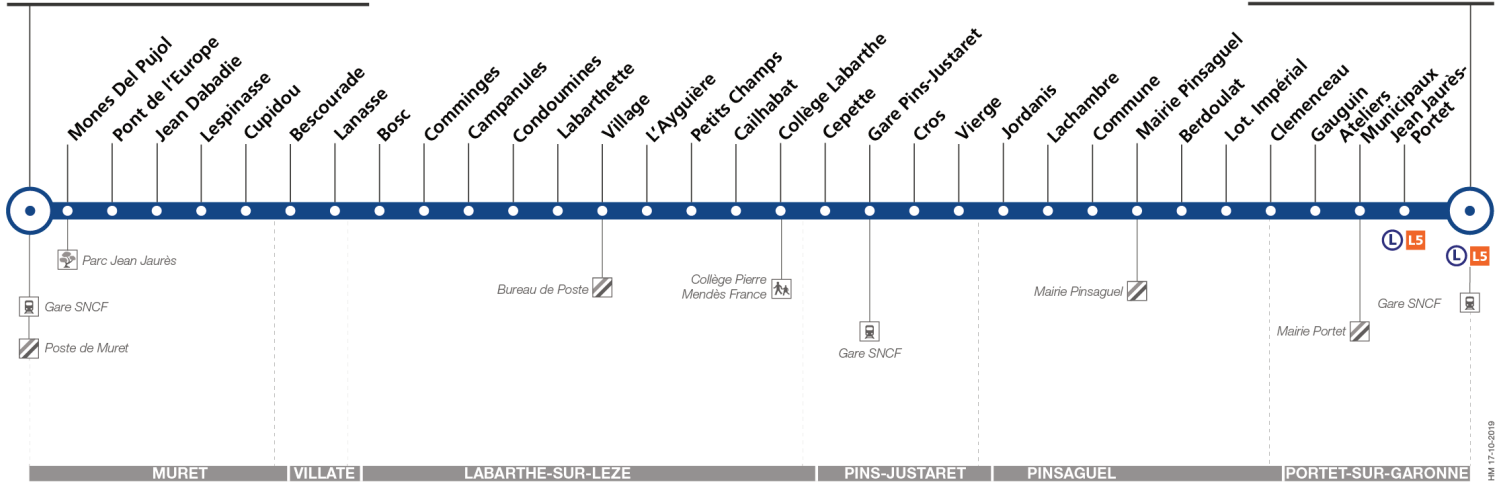 Mones Del Pujol
Pont de l'Europe
Jean Dabadie
Lespinasse
Cupidou
Bescourade
Lanasse
Bosc
Comminges
Campanules
Condoumines
Labarthette
Village
L'Ayguière
Petits Champs
Cailhabat
Collège Labarthe
Cepette
Gare Pins-Justaret
Cros
Vierge
Jordanis
Lachambre
Commune
Mairie Pinsaguel
Berdoulat
Lot. Impérial
Clemenceau
Gauguin
Ateliers
Municipaux
Jean Jaurès-
Portet
L L5
L L5
Parc Jean Jaurès
Gare SNCF
Poste de Muret
Bureau de Poste
Collège Pierre
Mendès France
Gare SNCF
Mairie Pinsaguel
Mairie Portet
Gare SNCF
MURET
VILLATE
LABARTHE-SUR-LEZE
PINS-JUSTARET
PINSAGUEL
PORTET-SUR-GARONNE
HM 17-10-2019